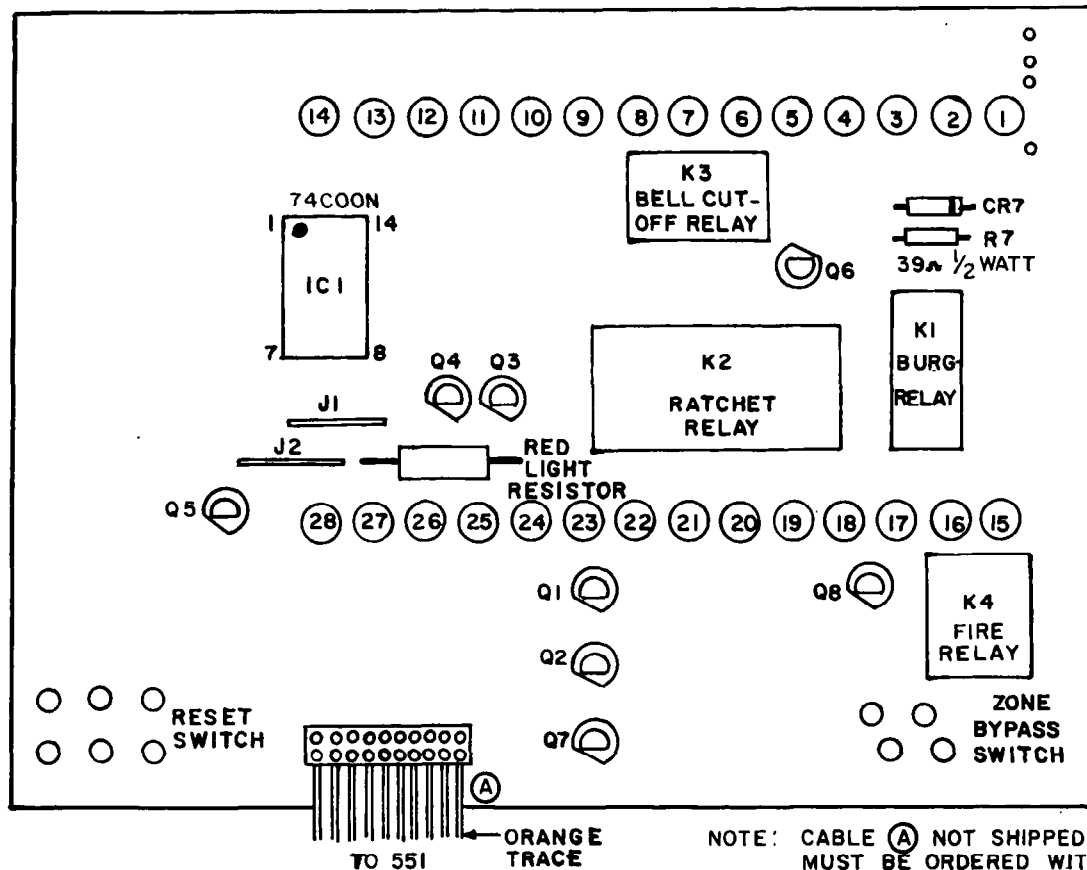 14 13 12 11 10 9 8 7 6 5 4 3 2 1
K3
BELL CUT-
OFF RELAY
74COON
1 14
IC1
7 8
CR7
R7
39Ω 1/2 WATT
Q6
K1
BURG-
RELAY
K2
RATCHET
RELAY
Q4 Q3
J1
J2
RED
LIGHT
RESISTOR
Q5
28 27 26 25 24 23 22 21 20 19 18 17 16 15
Q1
Q8
K4
FIRE
RELAY
Q2
RESET
SWITCH
ZONE
BYPASS
SWITCH
Q7
A
ORANGE
TRACE
TO 551
NOTE: CABLE A NOT SHIPPED
MUST BE ORDERED WIT